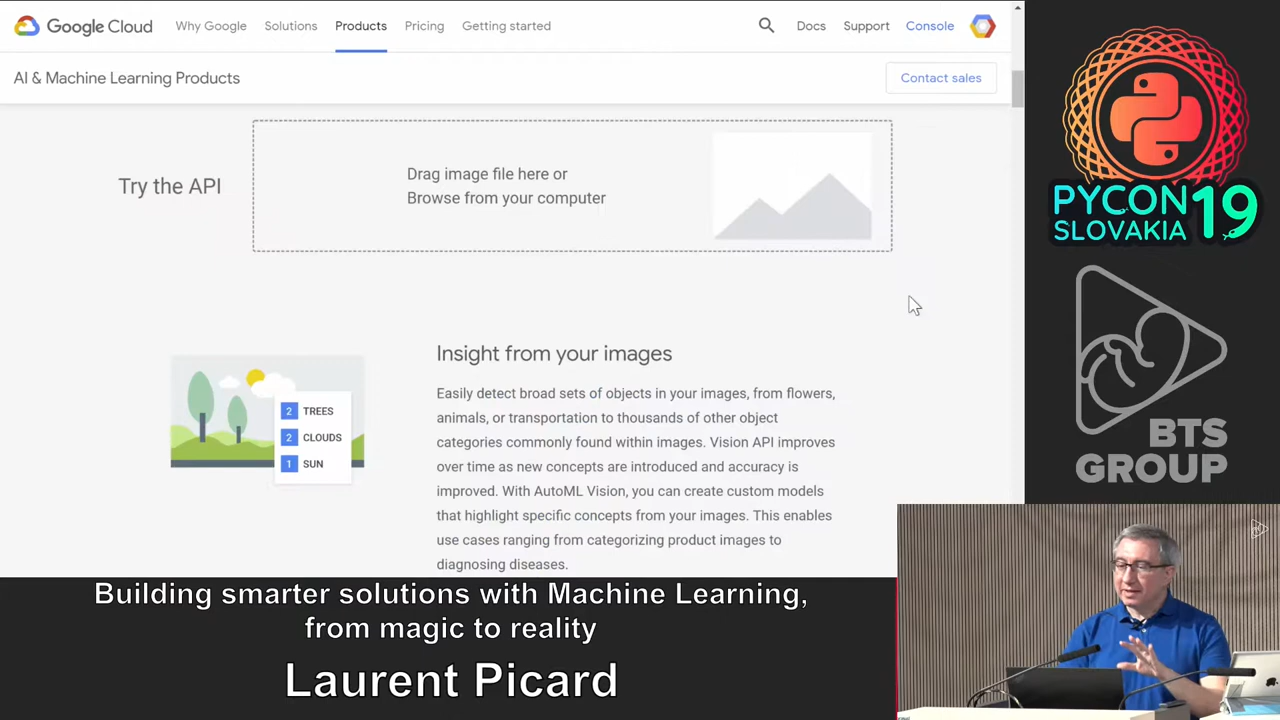 Google Cloud
Why Google
Solutions
Products
Pricing
Getting started
Docs
Support
Console
AI & Machine Learning Products
Contact sales
Try the API
Drag image file here or
Browse from your computer
Insight from your images
Easily detect broad sets of objects in your images, from flowers,
animals, or transportation to thousands of other object
categories commonly found within images. Vision API improves
over time as new concepts are introduced and accuracy is
improved. With AutoML Vision, you can create custom models
that highlight specific concepts from your images. This enables
use cases ranging from categorizing product images to
diagnosing diseases.
2 TREES
2 CLOUDS
1 SUN
PYCON
SLOVAKIA
19
BTS
GROUP
Building smarter solutions with Machine Learning,
from magic to reality
Laurent Picard